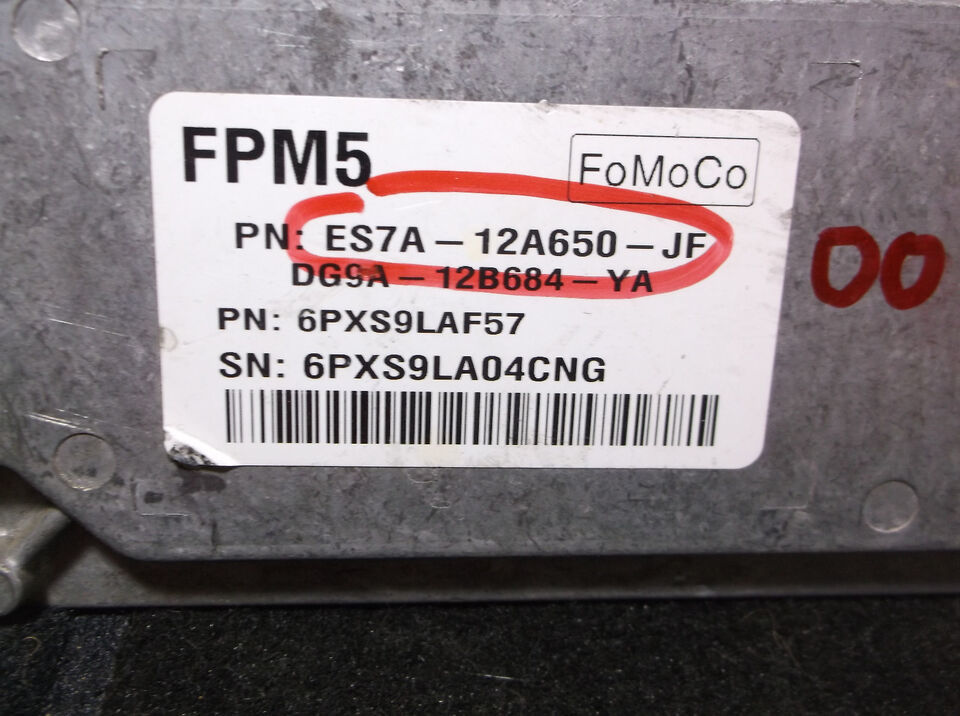 FPM5
FoMoCo
PN: ES7A-12A650-JF
DG9A-12B684-YA
PN: 6PXS9LAF57
SN: 6PXS9LA04CNG
00